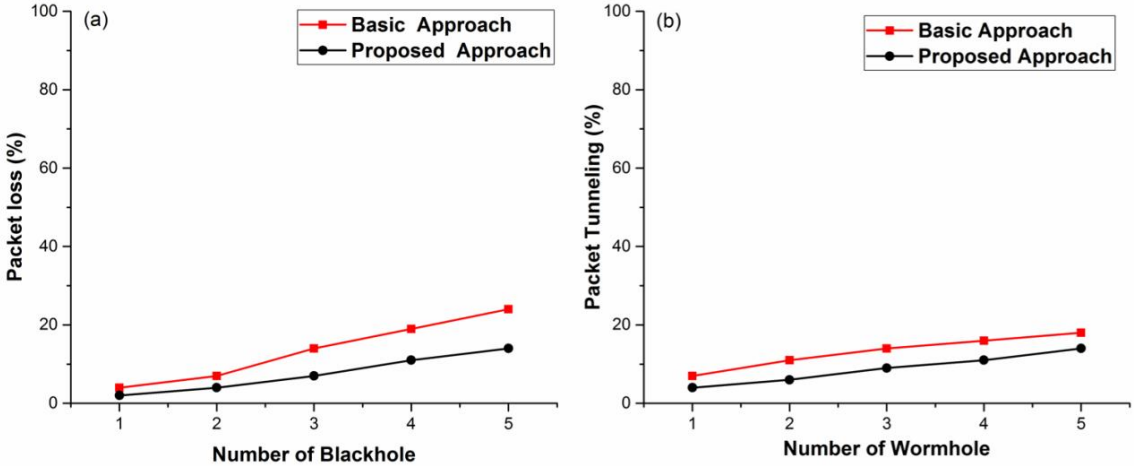 (a)
Basic Approach
Proposed Approach
100
80
60
40
20
0
Packet loss (%)
1 2 3 4 5
Number of Blackhole
(b)
Basic Approach
Proposed Approach
100
80
60
40
20
0
Packet Tunneling (%)
1 2 3 4 5
Number of Wormhole